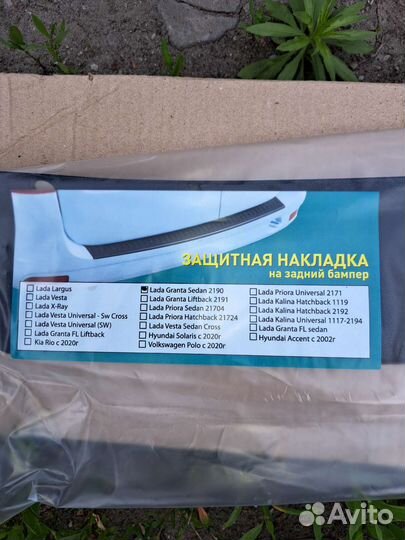 ЗАЩИТНАЯ НАКЛАДКА
на задний бампер
Lada Largus
Lada Vesta
Lada X-Ray
Lada Vesta Universal - Sw Cross
Lada Vesta Universal (SW)
Lada Granta FL Liftback
Kia Rio c 2020г
Lada Granta Sedan 2190
Lada Granta Liftback 2191
Lada Priora Sedan 21704
Lada Priora Hatchback 21724
Lada Vesta Sedan Cross
Hyundai Solaris c 2020г
Volkswagen Polo c 2020г
Lada Priora Universal 2171
Lada Kalina Hatchback 1119
Lada Kalina Hatchback 2192
Lada Kalina Universal 1117-2194
Lada Granta FL sedan
Hyundai Accent c 2002г
Avito